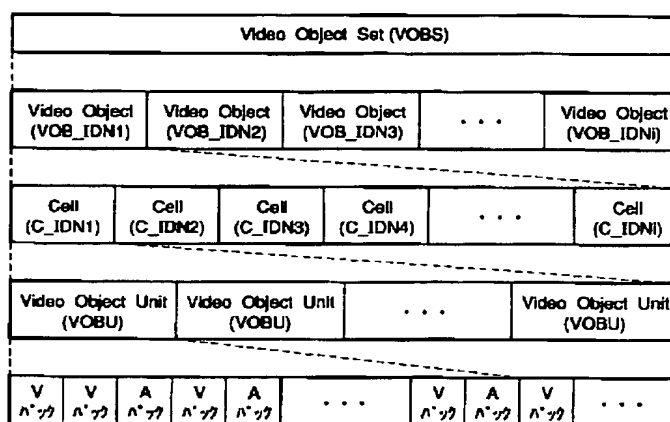 Video Object Set (VOBS)
Video Object Video Object Video Object . . . Video Object
(VOB_IDN1) (VOB_IDN2) (VOB_IDN3) (VOB_IDNi)
Cell Cell Cell Cell . . . Cell
(C_IDN1) (C_IDN2) (C_IDN3) (C_IDN4) (C_IDNi)
Video Object Unit Video Object Unit . . . Video Object Unit
(VOBU) (VOBU) (VOBU)
V V A V A . . . V A V . . .
パック パック パック パック パック パック パック パック